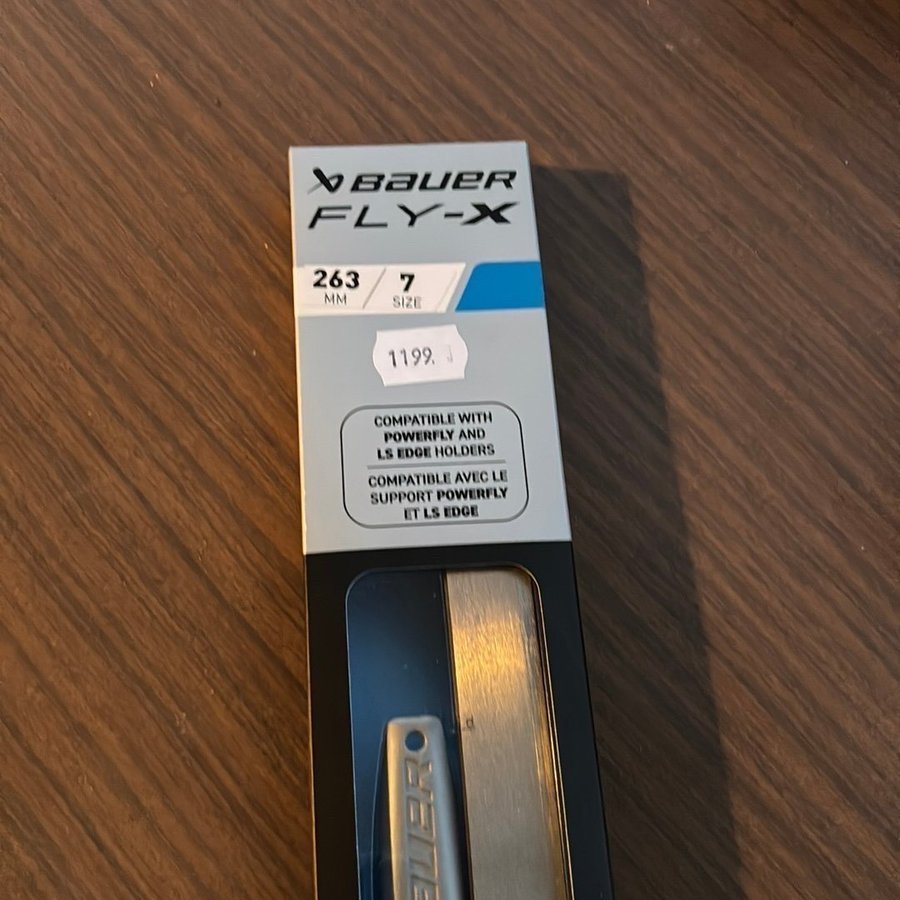 BAUER
FLY-X
263 / 7
MM SIZE
1199.
COMPATIBLE WITH
POWERFLY AND
LS EDGE HOLDERS
COMPATIBLE AVEC LE
SUPPORT POWERFLY
ET LS EDGE
BAUER